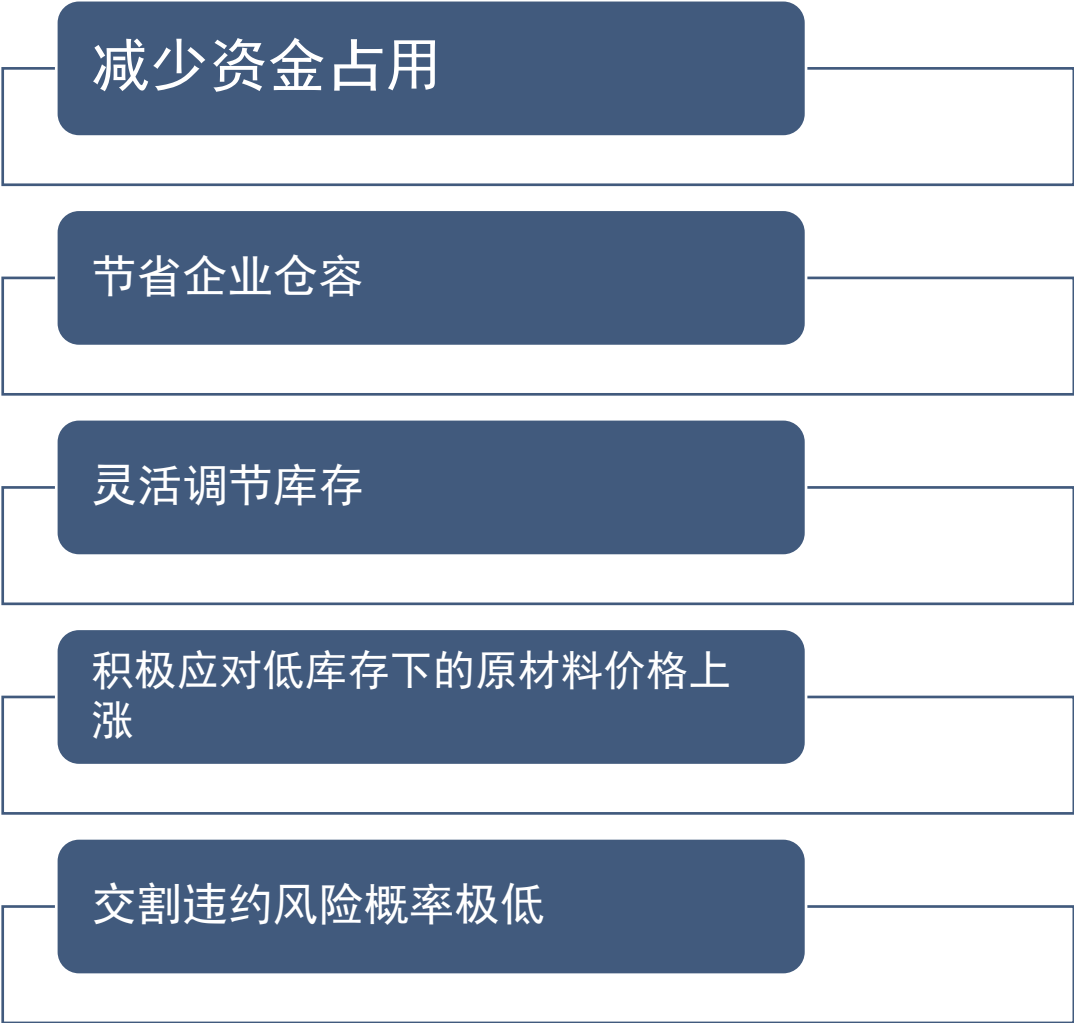 减少资金占用
节省企业仓容
灵活调节库存
积极应对低库存下的原材料价格上
涨
交割违约风险概率极低